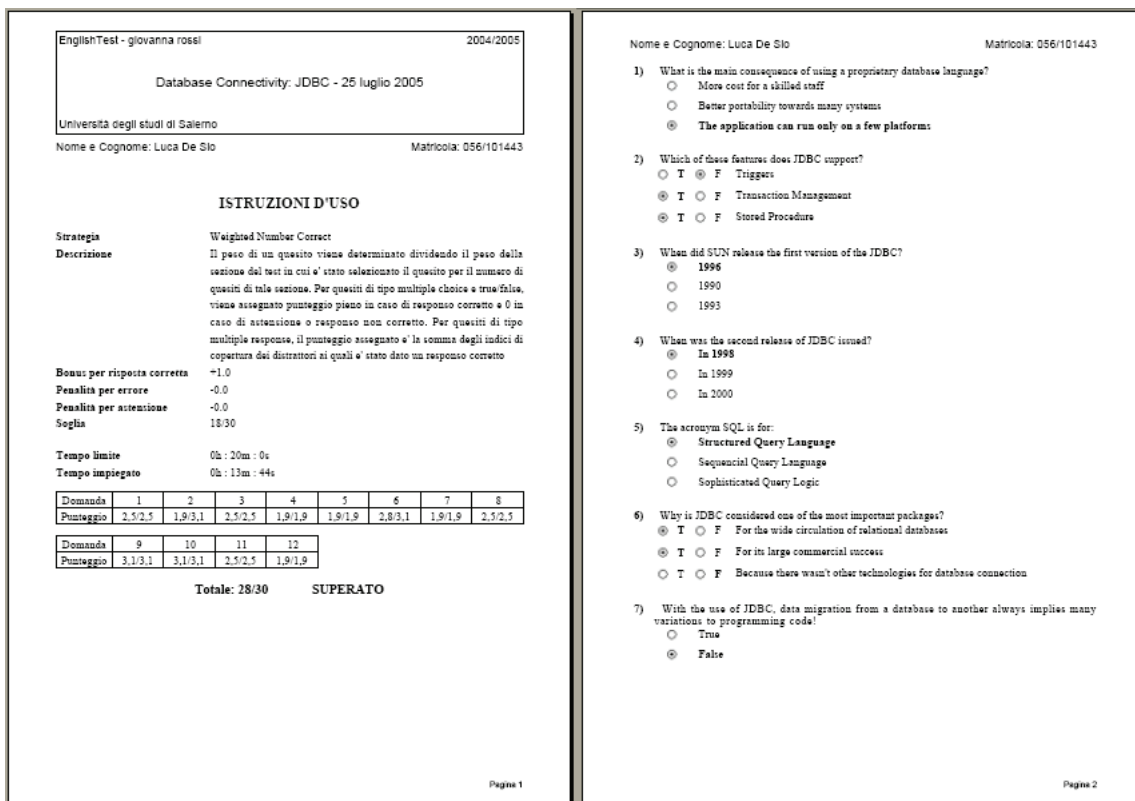 EnglishTest - giovanna rossi 2004/2005
Database Connectivity: JDBC - 25 luglio 2005
Università degli studi di Salerno
Nome e Cognome: Luca De Sio Matricola: 056/101443
ISTRUZIONI D'USO
Strategia Weighted Number Correct
Descrizione Il peso di un quesito viene determinato dividendo il peso della
sezione del test in cui e' stato selezionato il quesito per il numero di
quesiti di tale sezione. Per quesiti di tipo multiple choice e true/false,
viene assegnato punteggio pieno in caso di responso corretto e 0 in
caso di astensione o responso non corretto. Per quesiti di tipo
multiple response, il punteggio assegnato e' la somma degli indici di
copertura dei distrattori ai quali e' stato dato un responso corretto
Bonus per risposta corretta +1.0
Penalità per errore -0.0
Penalità per astensione -0.0
Soglia 18/30
Tempo limite 0h : 20m : 0s
Tempo impiegato 0h : 13m : 44s
Domanda 1 2 3 4 5 6 7 8
Punteggio 2,5/2,5 1,9/3,1 2,5/2,5 1,9/1,9 1,9/1,9 2,8/3,1 1,9/1,9 2,5/2,5
Domanda 9 10 11 12
Punteggio 3,1/3,1 3,1/3,1 2,5/2,5 1,9/1,9
Totale: 28/30 SUPERATO
Pagina 1
Nome e Cognome: Luca De Sio Matricola: 056/101443
1) What is the main consequence of using a proprietary database language?
More cost for a skilled staff
Better portability towards many systems
The application can run only on a few platforms
2) Which of these features does JDBC support?
T F Triggers
T F Transaction Management
T F Stored Procedure
3) When did SUN release the first version of the JDBC?
1996
1990
1993
4) When was the second release of JDBC issued?
In 1998
In 1999
In 2000
5) The acronym SQL is for:
Structured Query Language
Sequencial Query Language
Sophisticated Query Logic
6) Why is JDBC considered one of the most important packages?
T F For the wide circulation of relational databases
T F For its large commercial success
T F Because there wasn't other technologies for database connection
7) With the use of JDBC, data migration from a database to another always implies many
variations to programming code!
True
False
Pagina 2